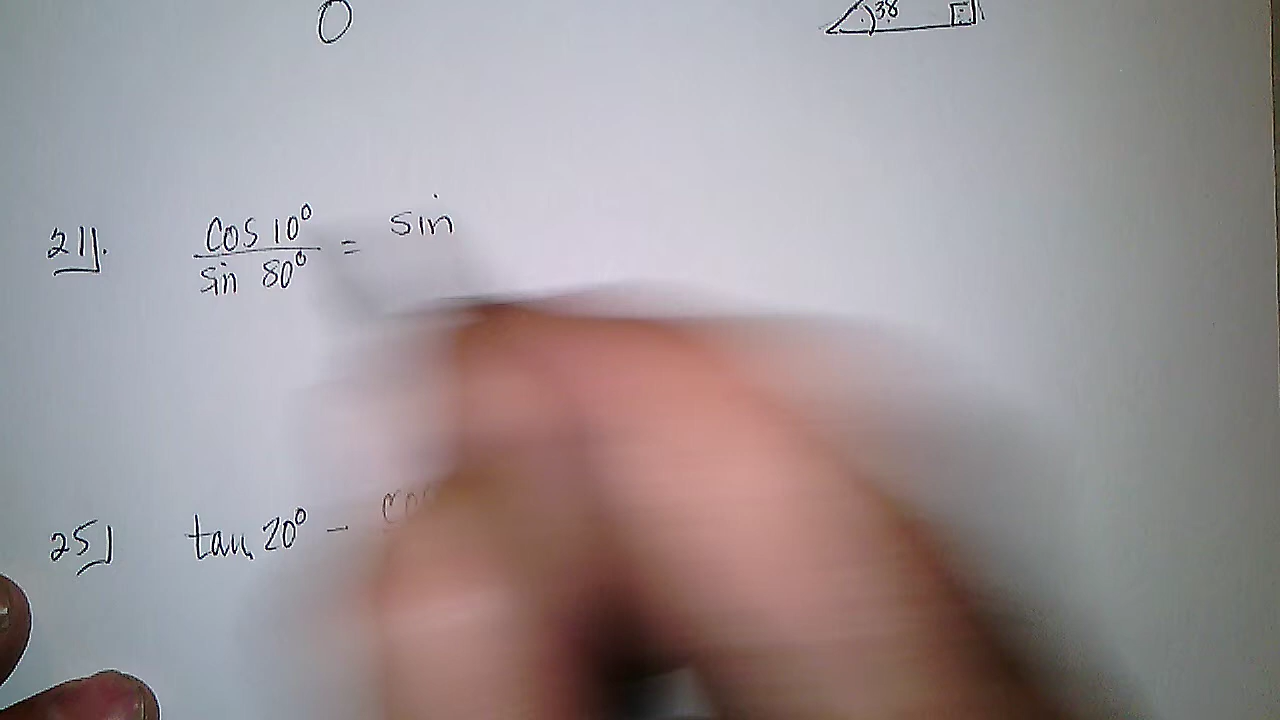 0 38
21]. cos 10° / sin 80° = sin
25] tan 20° -